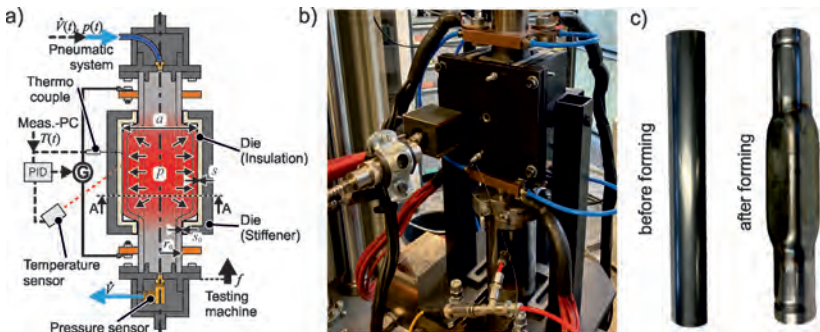 a)
V̇(t) p(t)
Pneumatic
system
Thermo
couple
Meas.-PC
T(t)
PID
G
a
p
Die
(Insulation)
s
A
A
Die
(Stiffener)
s₀
r₀
Temperature
sensor
f
Testing
machine
V̇
Pressure sensor
b)
c)
before forming
after forming